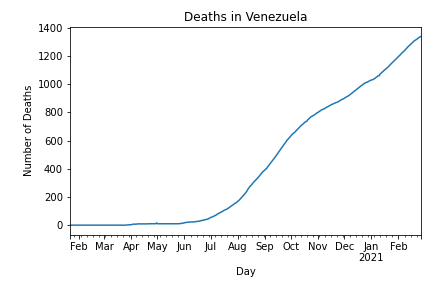 Deaths in Venezuela
1400
1200
1000
800
600
400
200
0
Number of Deaths
Feb Mar Apr May Jun Jul Aug Sep Oct Nov Dec Jan Feb
2021
Day